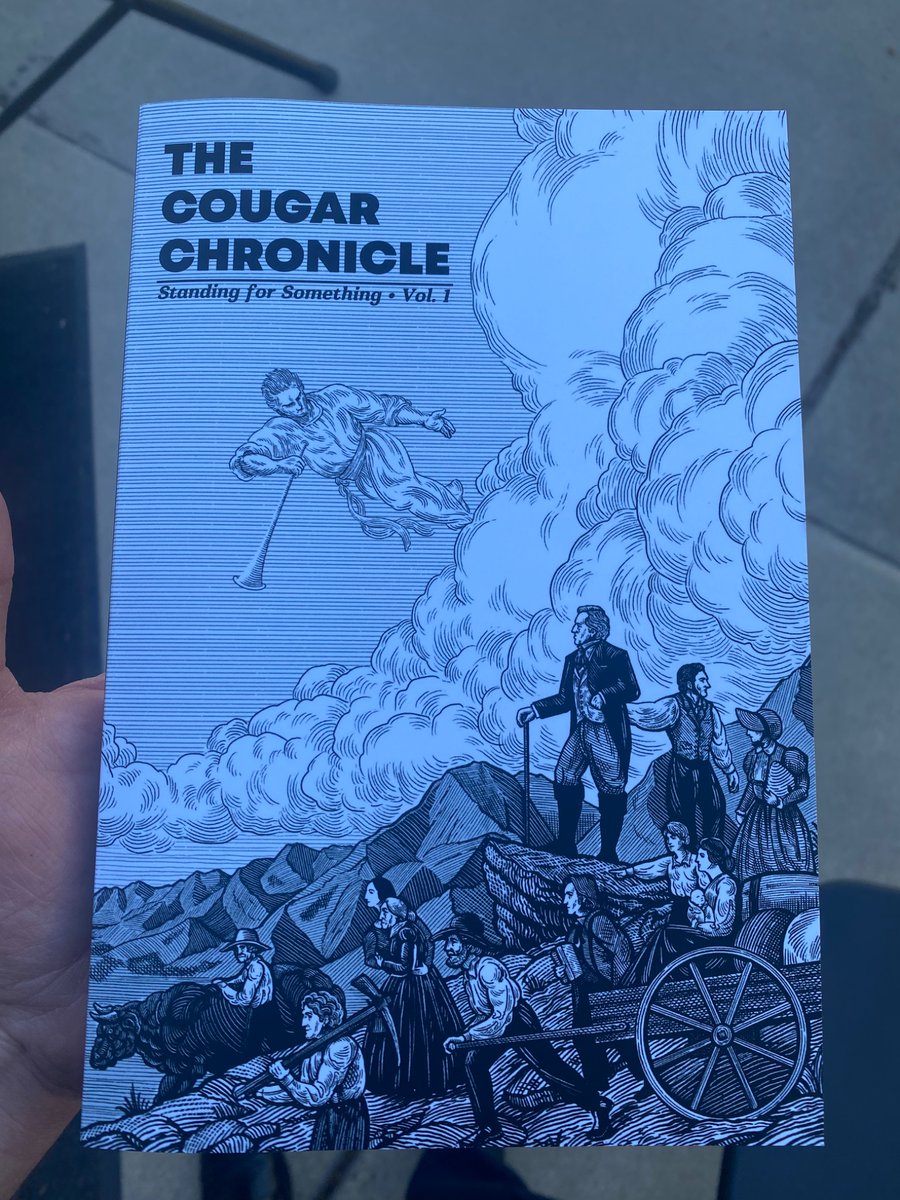 THE
COUGAR
CHRONICLE
Standing for Something • Vol. 1